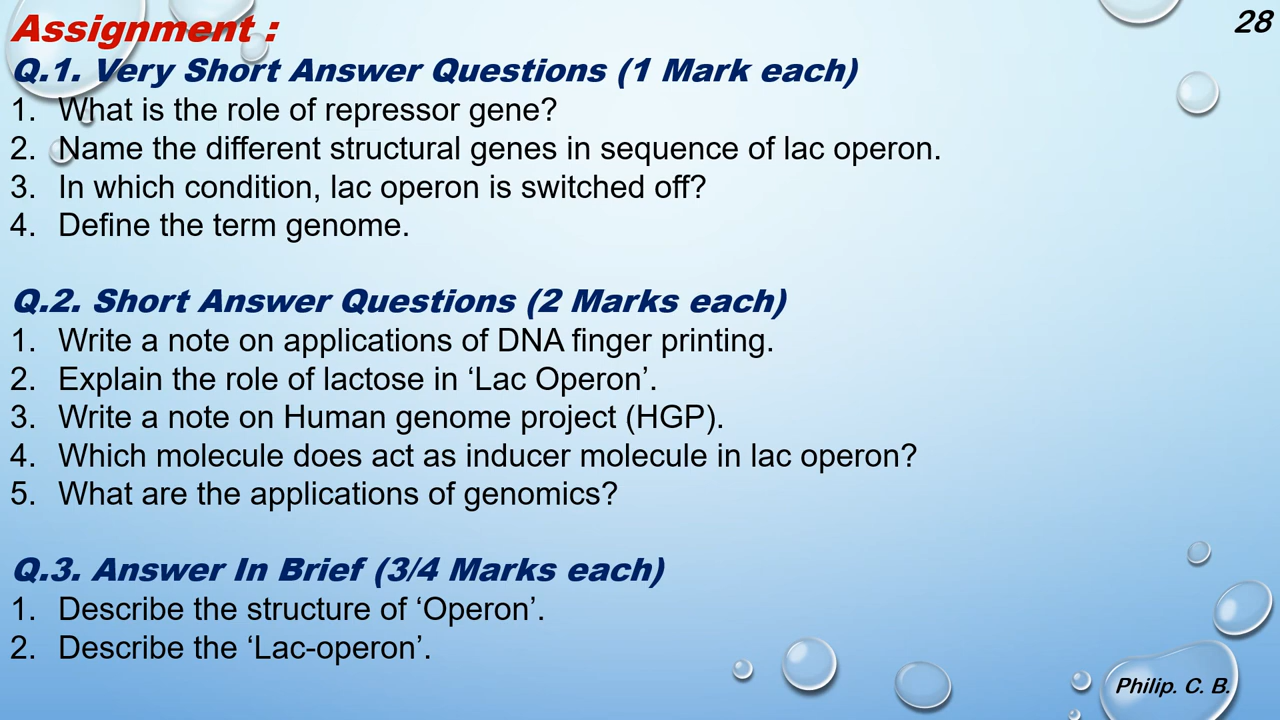 Assignment :
28
Q.1. Very Short Answer Questions (1 Mark each)
1. What is the role of repressor gene?
2. Name the different structural genes in sequence of lac operon.
3. In which condition, lac operon is switched off?
4. Define the term genome.
Q.2. Short Answer Questions (2 Marks each)
1. Write a note on applications of DNA finger printing.
2. Explain the role of lactose in ‘Lac Operon’.
3. Write a note on Human genome project (HGP).
4. Which molecule does act as inducer molecule in lac operon?
5. What are the applications of genomics?
Q.3. Answer In Brief (3/4 Marks each)
1. Describe the structure of ‘Operon’.
2. Describe the ‘Lac-operon’.
Philip. C. B.